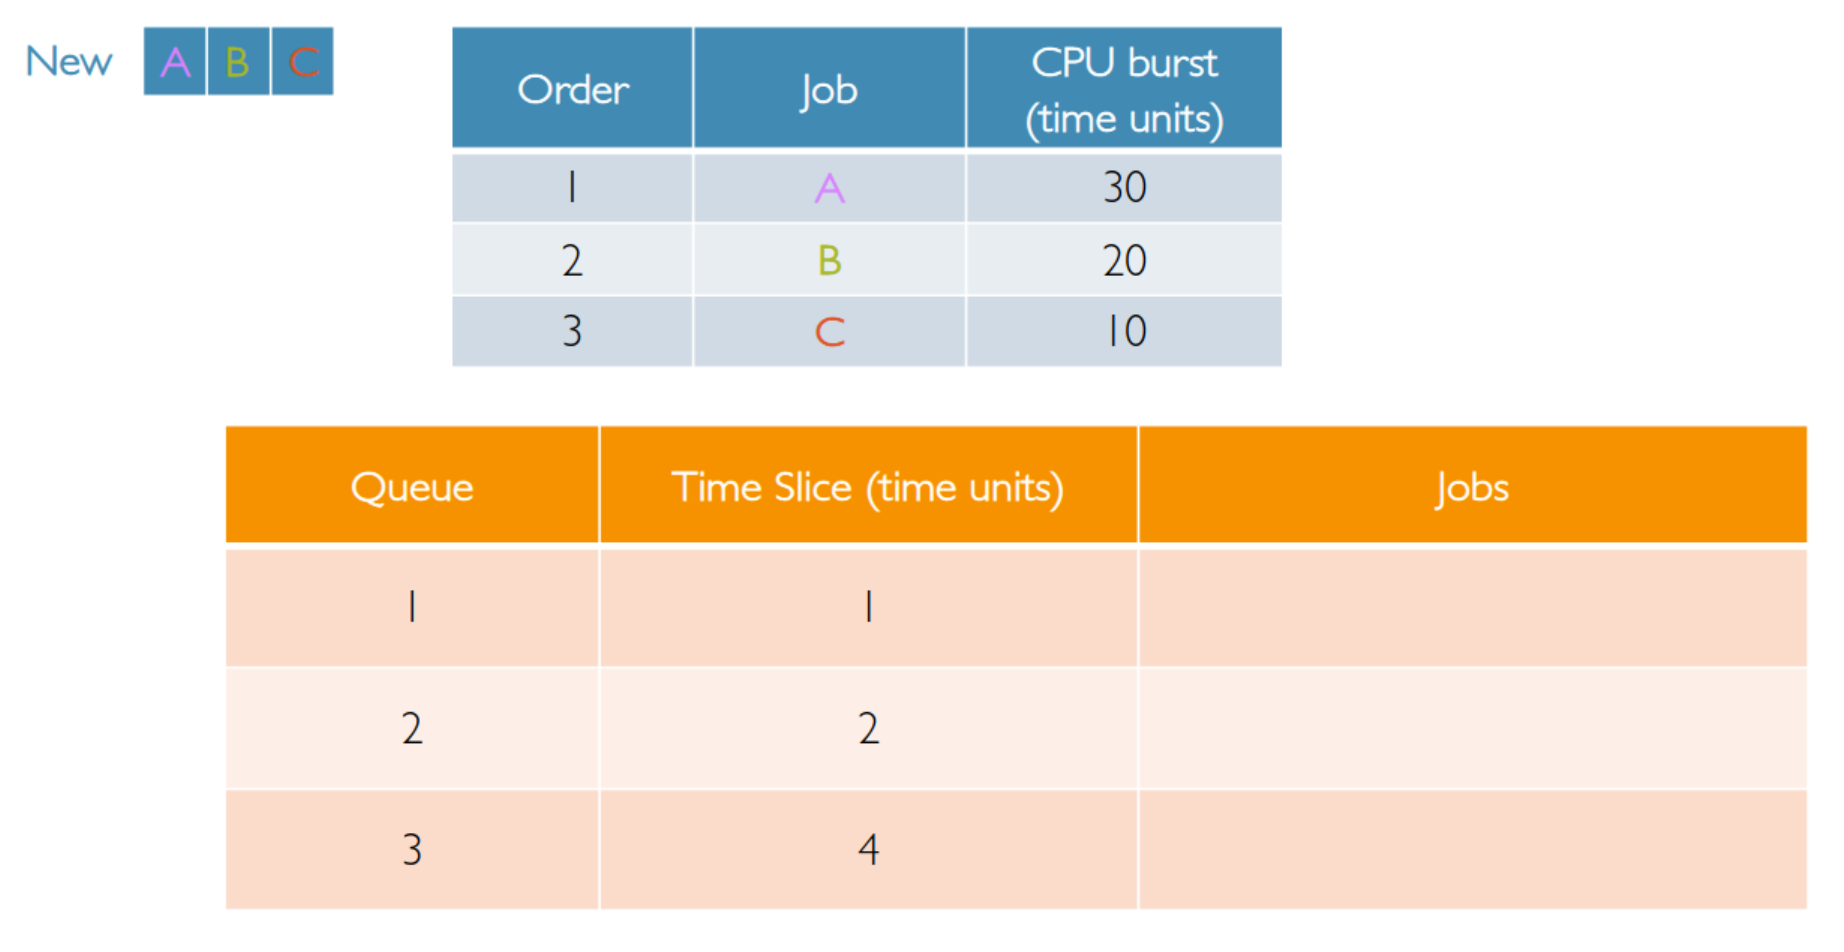 New A B C
Order Job CPU burst
(time units)
1 A 30
2 B 20
3 C 10
Queue Time Slice (time units) Jobs
1 1
2 2
3 4